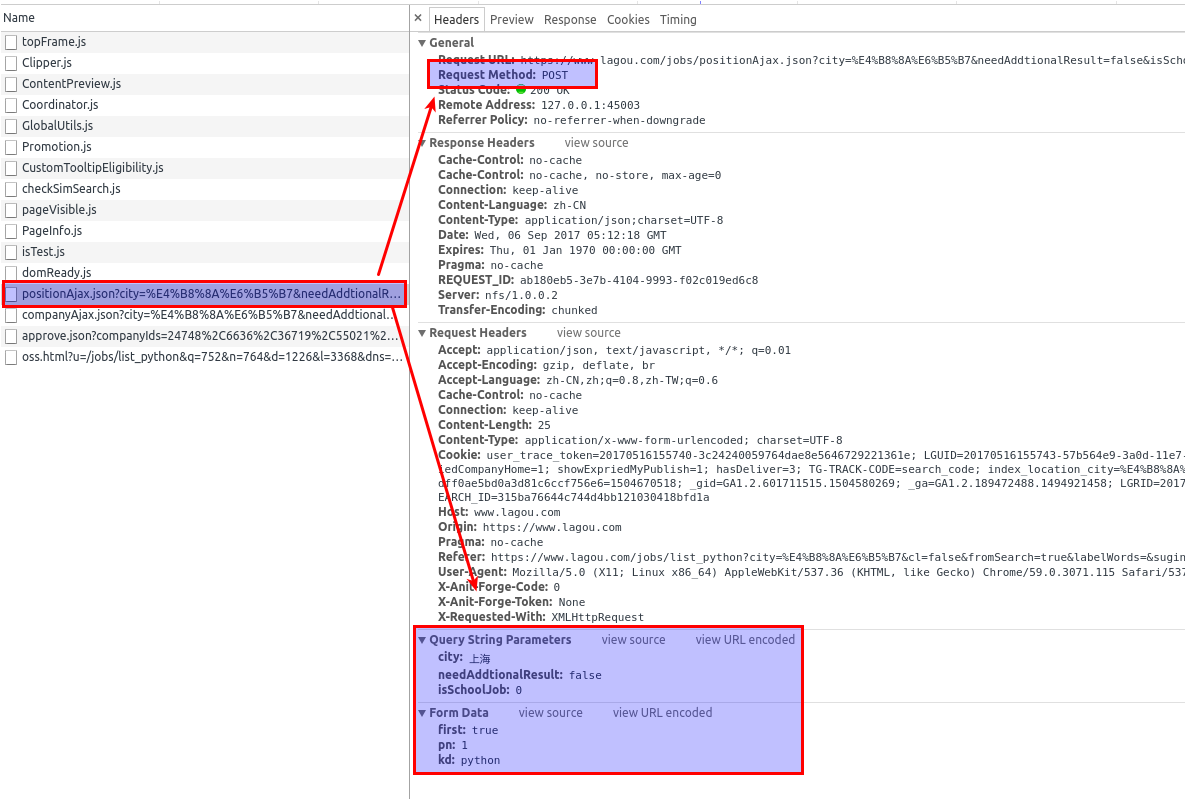 Name
topFrame.js
Clipper.js
ContentPreview.js
Coordinator.js
GlobalUtils.js
Promotion.js
CustomTooltipEligibility.js
checkSimSearch.js
pageVisible.js
PageInfo.js
isTest.js
domReady.js
positionAjax.json?city=%E4%B8%8A%E6%B5%B7&needAddtionalR...
companyAjax.json?city=%E4%B8%8A%E6%B5%B7&needAddtional...
approve.json?companyIds=24748%2C6636%2C36719%2C55021%2...
oss.html?u=/jobs/list_python&q=752&n=764&d=1226&l=3368&dns=...
× Headers Preview Response Cookies Timing
General
Request URL: https://www.lagou.com/jobs/positionAjax.json?city=%E4%B8%8A%E6%B5%B7&needAddtionalResult=false&isScho
Request Method: POST
Status Code: 200 OK
Remote Address: 127.0.0.1:45003
Referrer Policy: no-referrer-when-downgrade
Response Headers view source
Cache-Control: no-cache
Cache-Control: no-cache, no-store, max-age=0
Connection: keep-alive
Content-Language: zh-CN
Content-Type: application/json;charset=UTF-8
Date: Wed, 06 Sep 2017 05:12:18 GMT
Expires: Thu, 01 Jan 1970 00:00:00 GMT
Pragma: no-cache
REQUEST_ID: ab180eb5-3e7b-4104-9993-f02c019ed6c8
Server: nfs/1.0.0.2
Transfer-Encoding: chunked
Request Headers view source
Accept: application/json, text/javascript, */*; q=0.01
Accept-Encoding: gzip, deflate, br
Accept-Language: zh-CN,zh;q=0.8,zh-TW;q=0.6
Cache-Control: no-cache
Connection: keep-alive
Content-Length: 25
Content-Type: application/x-www-form-urlencoded; charset=UTF-8
Cookie: user_trace_token=20170516155740-3c24240059764dae8e5646729221361e; LGUID=20170516155743-57b564e9-3a0d-11e7-
iedCompanyHome=1; showExpriedMyPublish=1; hasDeliver=3; TG-TRACK-CODE=search_code; index_location_city=%E4%B8%8A%
dff0ae5bd0a3d81c6ccf756e6=1504670518; _gid=GA1.2.601711515.1504580269; _ga=GA1.2.189472488.1494921458; LGRID=2017
EARCH_ID=315ba76644c744d4bb121030418bfd1a
Host: www.lagou.com
Origin: https://www.lagou.com
Pragma: no-cache
Referer: https://www.lagou.com/jobs/list_python?city=%E4%B8%8A%E6%B5%B7&cl=false&fromSearch=true&labelWords=&sugin
User-Agent: Mozilla/5.0 (X11; Linux x86_64) AppleWebKit/537.36 (KHTML, like Gecko) Chrome/59.0.3071.115 Safari/537
X-Anit-Forge-Code: 0
X-Anit-Forge-Token: None
X-Requested-With: XMLHttpRequest
Query String Parameters view source view URL encoded
city: 上海
needAddtionalResult: false
isSchoolJob: 0
Form Data view source view URL encoded
first: true
pn: 1
kd: python